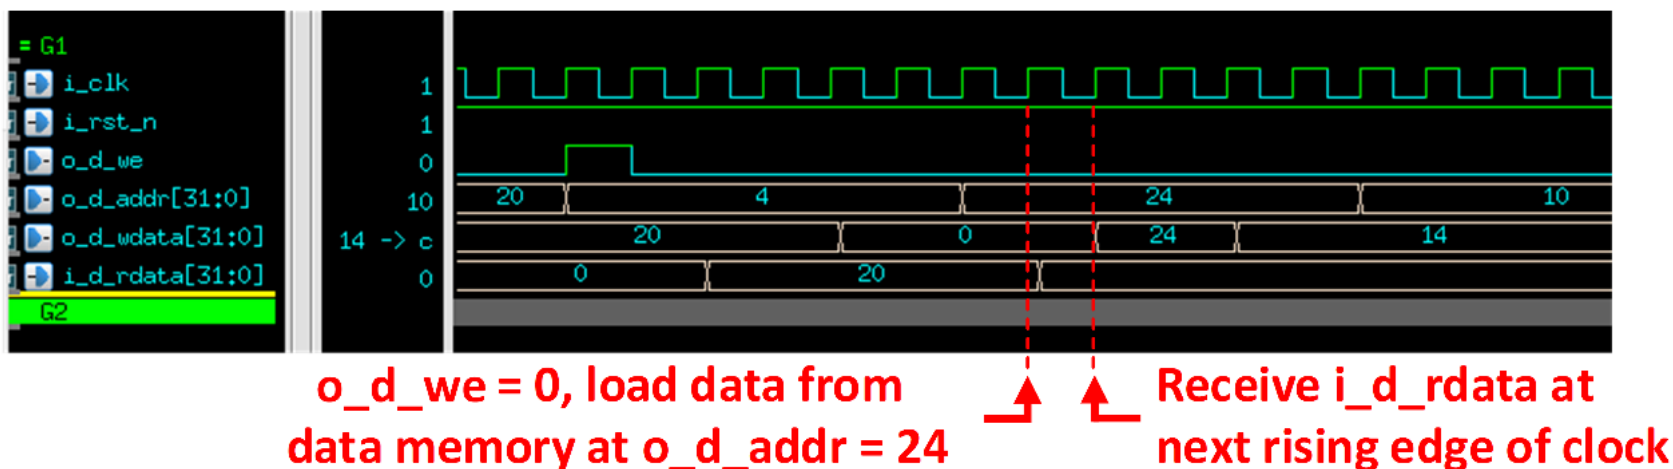 = G1
i_clk 1
i_rst_n 1
o_d_we 0
o_d_addr[31:0] 10 20 4 24 10
o_d_wdata[31:0] 14 -> c 20 0 24 14
i_d_rdata[31:0] 0 0 20
G2
o_d_we = 0, load data from
data memory at o_d_addr = 24
Receive i_d_rdata at
next rising edge of clock